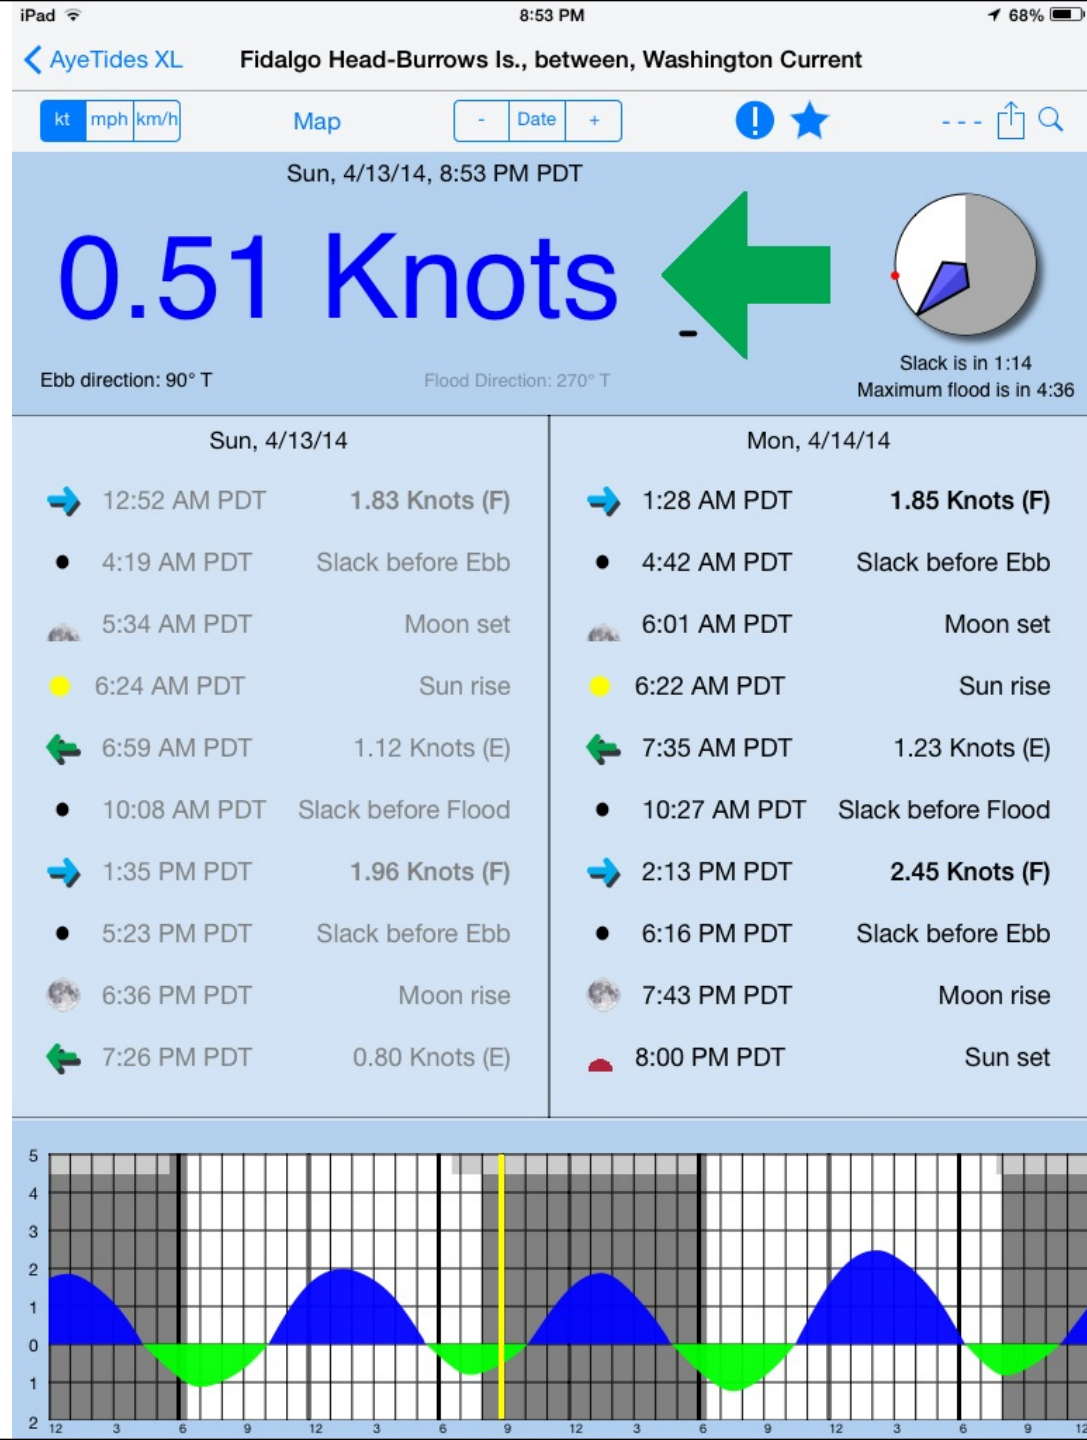 iPad 8:53 PM 68%
AyeTides XL Fidalgo Head-Burrows Is., between, Washington Current
kt mph km/h Map - Date + ! - - -
Sun, 4/13/14, 8:53 PM PDT
0.51 Knots -
Slack is in 1:14
Ebb direction: 90° T Flood Direction: 270° T Maximum flood is in 4:36
Sun, 4/13/14
12:52 AM PDT 1.83 Knots (F)
4:19 AM PDT Slack before Ebb
5:34 AM PDT Moon set
6:24 AM PDT Sun rise
6:59 AM PDT 1.12 Knots (E)
10:08 AM PDT Slack before Flood
1:35 PM PDT 1.96 Knots (F)
5:23 PM PDT Slack before Ebb
6:36 PM PDT Moon rise
7:26 PM PDT 0.80 Knots (E)
Mon, 4/14/14
1:28 AM PDT 1.85 Knots (F)
4:42 AM PDT Slack before Ebb
6:01 AM PDT Moon set
6:22 AM PDT Sun rise
7:35 AM PDT 1.23 Knots (E)
10:27 AM PDT Slack before Flood
2:13 PM PDT 2.45 Knots (F)
6:16 PM PDT Slack before Ebb
7:43 PM PDT Moon rise
8:00 PM PDT Sun set
5
4
3
2
1
0
1
2
12 3 6 9 12 3 6 9 12 3 6 9 12 3 6 9 12